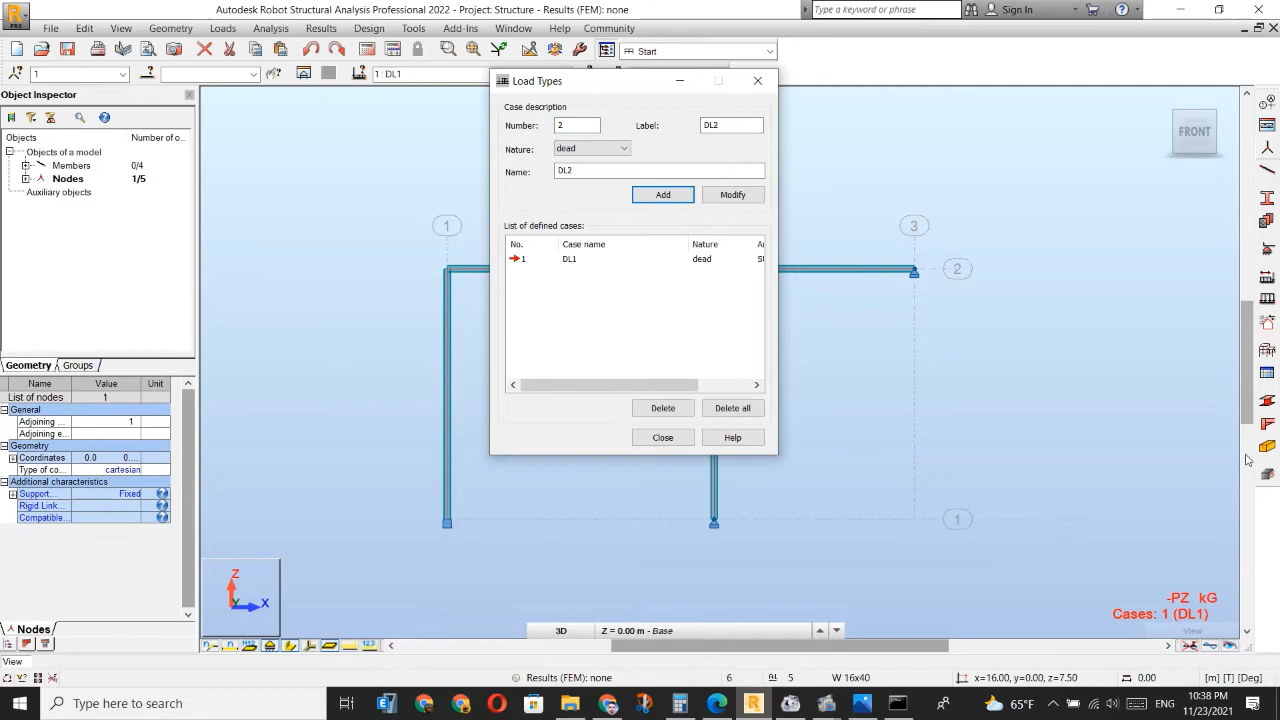 Autodesk Robot Structural Analysis Professional 2022 - Project: Structure - Results (FEM): none
Type a keyword or phrase
Sign In
PRO
File Edit View Geometry Loads Analysis Results Design Tools Add-Ins Window Help Community
Start
1
1 : DL1
Object Inspector
Objects Number of o...
Objects of a model
Members 0/4
Nodes 1/5
Auxiliary objects
Geometry Groups
Name Value Unit
List of nodes 1
General
Adjoining ... 1
Adjoining e...
Geometry
Coordinates 0.0 0....
Type of co... cartesian
Additional characteristics
Support... Fixed
Rigid Link...
Compatible...
Nodes
View
Load Types
Case description
Number: 2 Label: DL2
Nature: dead
Name: DL2
Add Modify
List of defined cases:
No. Case name Nature
1 DL1 dead
Delete Delete all
Close Help
FRONT
1
3
2
1
Z
Y
X
-PZ kG
Cases: 1 (DL1)
View
3D
Z = 0.00 m - Base
Results (FEM): none
6
5
W 16x40
x=16.00, y=0.00, z=7.50
0.00
[m] [T] [Deg]
Type here to search
65°F
ENG
10:38 PM
11/23/2021